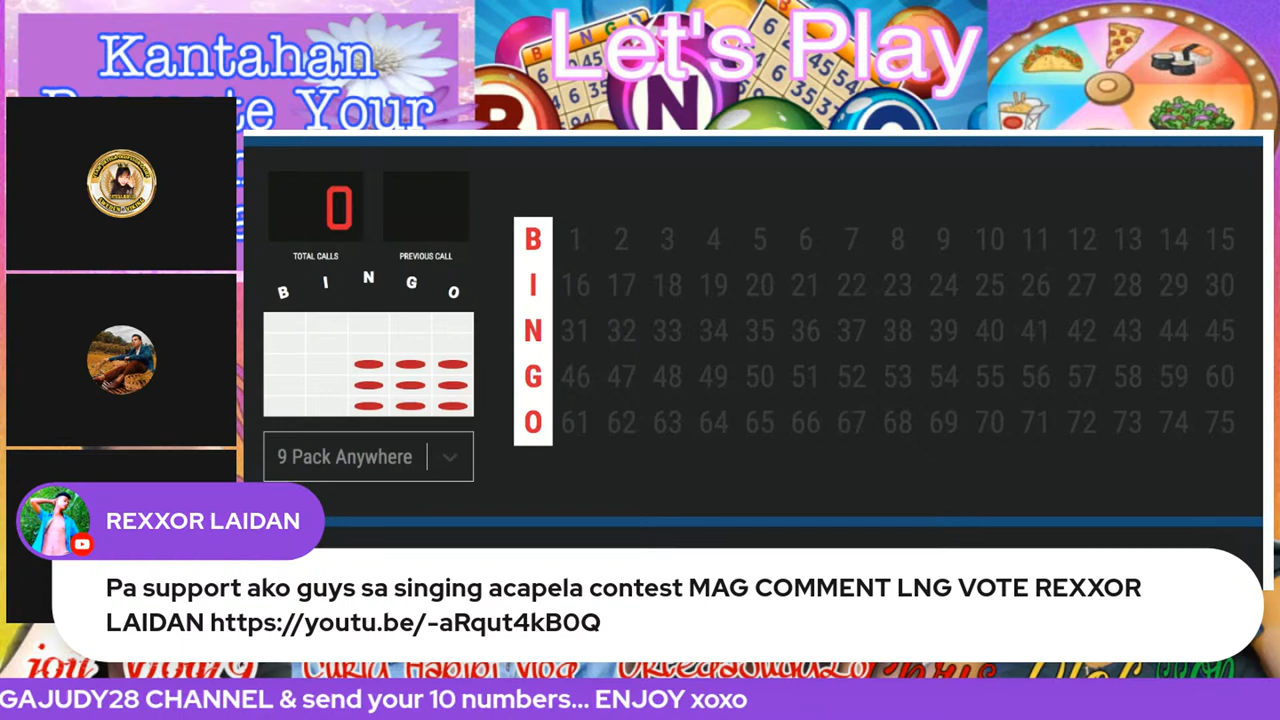 Kantahan
te Your
Let's Play
B N O
0
TOTAL CALLS
PREVIOUS CALL
B I N G O
9 Pack Anywhere
B 1 2 3 4 5 6 7 8 9 10 11 12 13 14 15
I 16 17 18 19 20 21 22 23 24 25 26 27 28 29 30
N 31 32 33 34 35 36 37 38 39 40 41 42 43 44 45
G 46 47 48 49 50 51 52 53 54 55 56 57 58 59 60
O 61 62 63 64 65 66 67 68 69 70 71 72 73 74 75
REXXOR LAIDAN
Pa support ako guys sa singing acapela contest MAG COMMENT LNG VOTE REXXOR
LAIDAN https://youtu.be/-aRqut4kB0Q
GAJUDY28 CHANNEL & send your 10 numbers... ENJOY xoxo